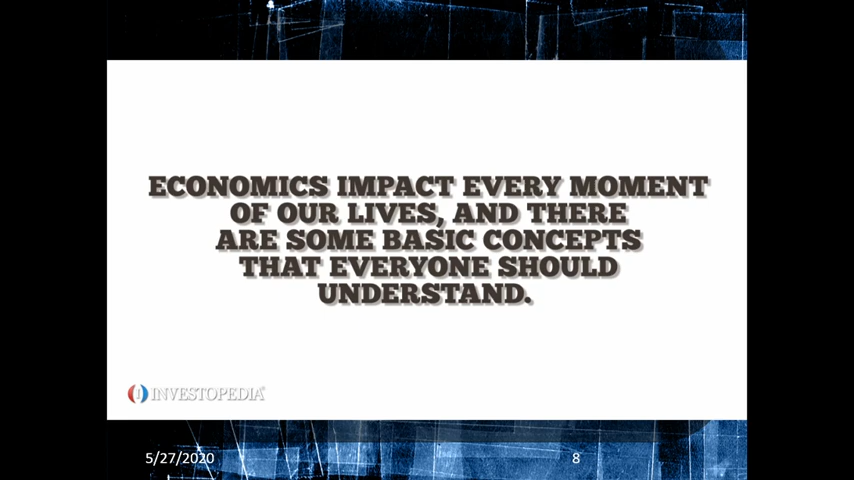 ECONOMICS IMPACT EVERY MOMENT
OF OUR LIVES, AND THERE
ARE SOME BASIC CONCEPTS
THAT EVERYONE SHOULD
UNDERSTAND.
INVESTOPEDIA®
5/27/2020
8